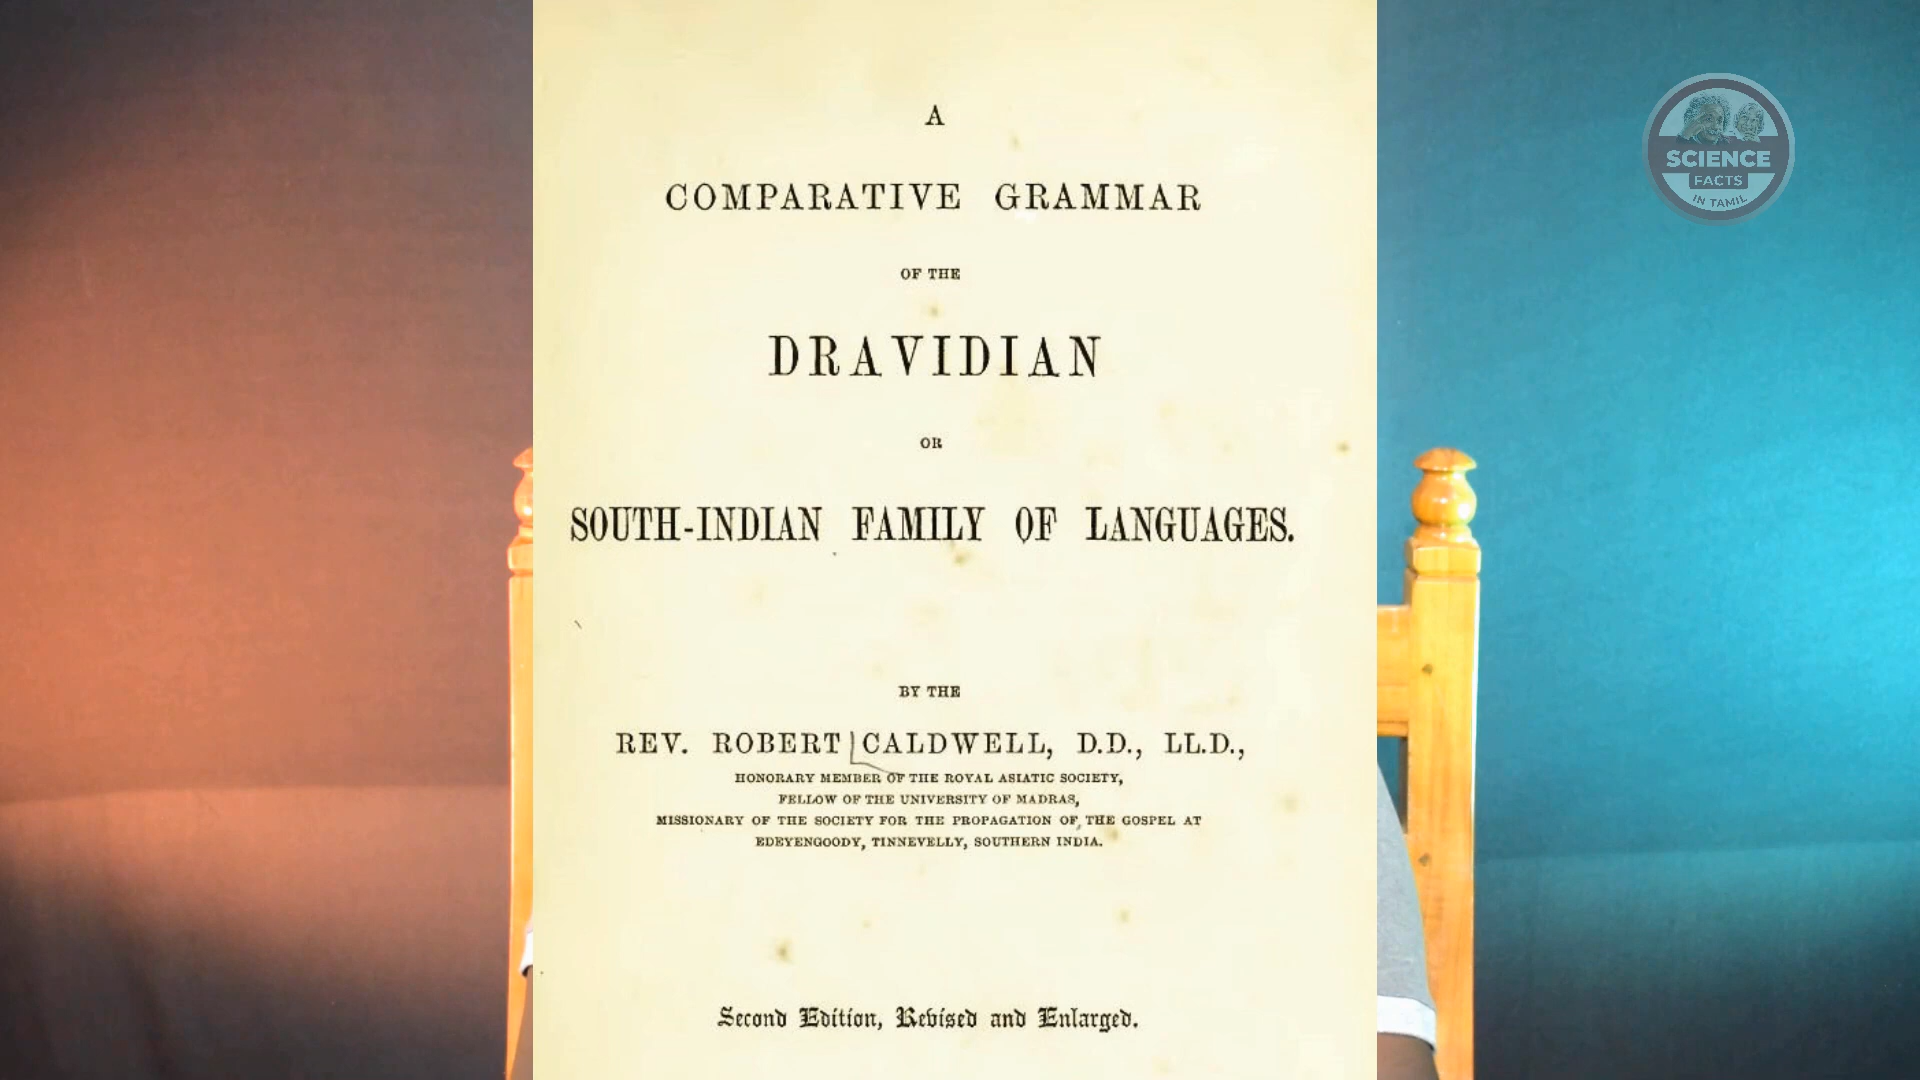 A
COMPARATIVE GRAMMAR
OF THE
DRAVIDIAN
OR
SOUTH-INDIAN FAMILY OF LANGUAGES.
BY THE
REV. ROBERT CALDWELL, D.D., LL.D.,
HONORARY MEMBER OF THE ROYAL ASIATIC SOCIETY,
FELLOW OF THE UNIVERSITY OF MADRAS,
MISSIONARY OF THE SOCIETY FOR THE PROPAGATION OF THE GOSPEL AT
EDEYENGOODY, TINNEVELLY, SOUTHERN INDIA.
Second Edition, Revised and Enlarged.
SCIENCE
FACTS
IN TAMIL